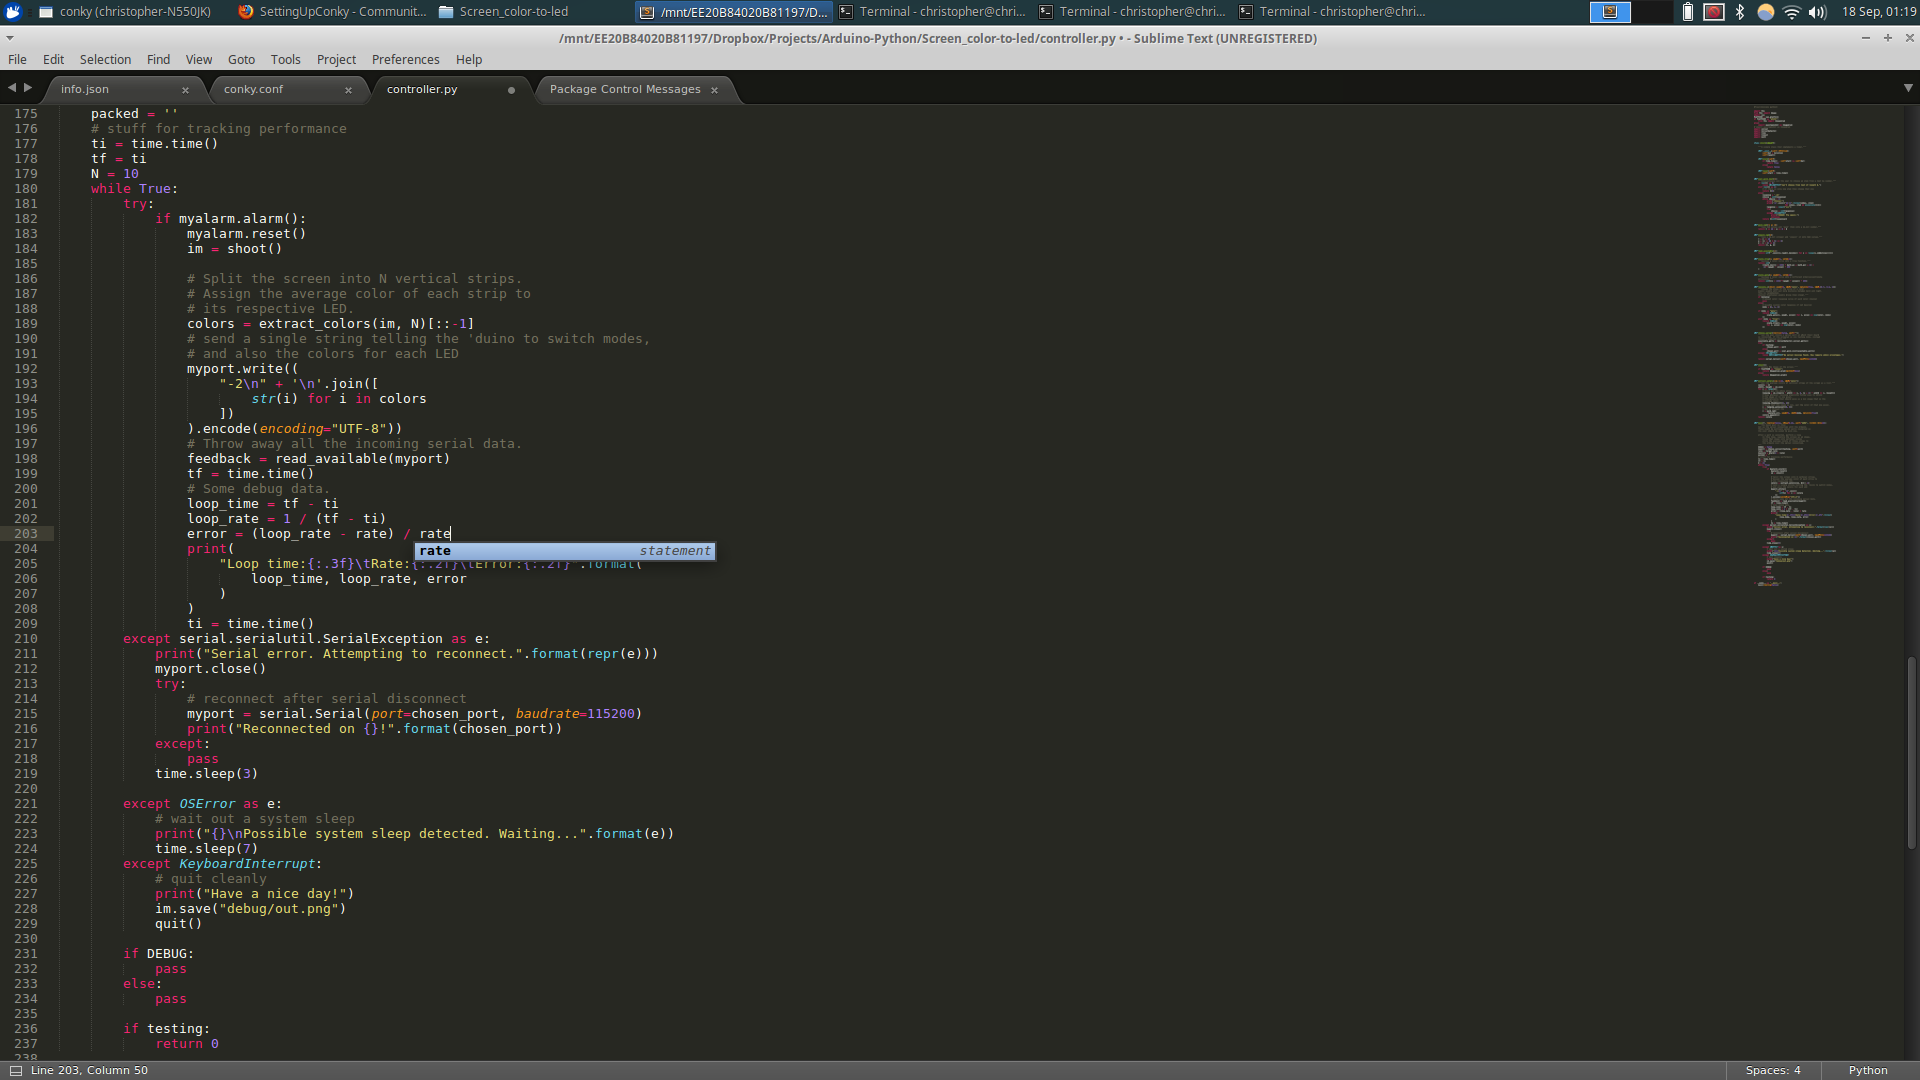 conky (christopher-N550JK) SettingUpConky - Communit... Screen_color-to-led /mnt/EE20B84020B81197/D... Terminal - christopher@chri... Terminal - christopher@chri... Terminal - christopher@chri... 18 Sep, 01:19
/mnt/EE20B84020B81197/Dropbox/Projects/Arduino-Python/Screen_color-to-led/controller.py • - Sublime Text (UNREGISTERED)
File Edit Selection Find View Goto Tools Project Preferences Help
info.json conky.conf controller.py Package Control Messages
175 packed = ''
176 # stuff for tracking performance
177 ti = time.time()
178 tf = ti
179 N = 10
180 while True:
181 try:
182 if myalarm.alarm():
183 myalarm.reset()
184 im = shoot()
185
186 # Split the screen into N vertical strips.
187 # Assign the average color of each strip to
188 # its respective LED.
189 colors = extract_colors(im, N)[::-1]
190 # send a single string telling the 'duino to switch modes,
191 # and also the colors for each LED
192 myport.write((
193 "-2\n" + '\n'.join([
194 str(i) for i in colors
195 ])
196 ).encode(encoding="UTF-8"))
197 # Throw away all the incoming serial data.
198 feedback = read_available(myport)
199 tf = time.time()
200 # Some debug data.
201 loop_time = tf - ti
202 loop_rate = 1 / (tf - ti)
203 error = (loop_rate - rate) / rate
204 print(
rate statement
205 "Loop time:{:.3f}\tRate:{:.2f}\tError:{:.2f}".format(
206 loop_time, loop_rate, error
207 )
208 )
209 ti = time.time()
210 except serial.serialutil.SerialException as e:
211 print("Serial error. Attempting to reconnect.".format(repr(e)))
212 myport.close()
213 try:
214 # reconnect after serial disconnect
215 myport = serial.Serial(port=chosen_port, baudrate=115200)
216 print("Reconnected on {}!".format(chosen_port))
217 except:
218 pass
219 time.sleep(3)
220
221 except OSError as e:
222 # wait out a system sleep
223 print("{}\nPossible system sleep detected. Waiting...".format(e))
224 time.sleep(7)
225 except KeyboardInterrupt:
226 # quit cleanly
227 print("Have a nice day!")
228 im.save("debug/out.png")
229 quit()
230
231 if DEBUG:
232 pass
233 else:
234 pass
235
236 if testing:
237 return 0
238
Line 203, Column 50 Spaces: 4 Python